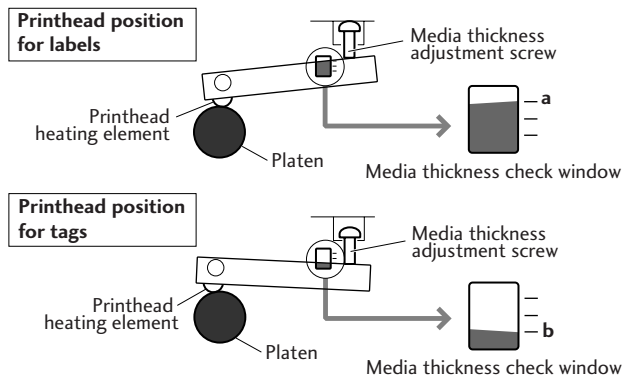 Printhead position
for labels
Media thickness
adjustment screw
Printhead
heating element
Platen
a
Media thickness check window
Printhead position
for tags
Media thickness
adjustment screw
Printhead
heating element
Platen
b
Media thickness check window